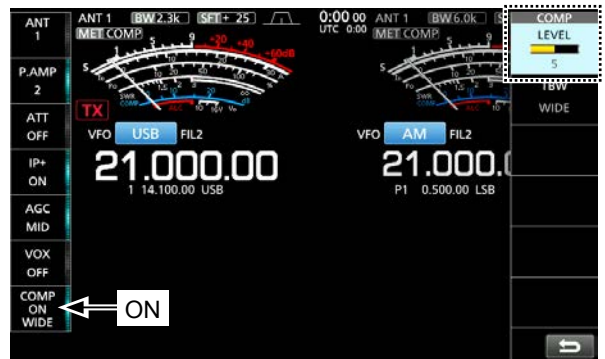 ANT
1
P.AMP
2
ATT
OFF
IP+
ON
AGC
MID
VOX
OFF
COMP
ON
WIDE
ON
ANT 1 BW 2.3k SFT + 25
MET COMP
0:00 00
UTC 0:00
TX
VFO USB FIL2
21.000.00
1 14.100.00 USB
ANT 1 BW 6.0k
MET COMP
VFO AM FIL2
21.000.
P1 0.500.00 LSB
COMP
LEVEL
5
TBW
WIDE